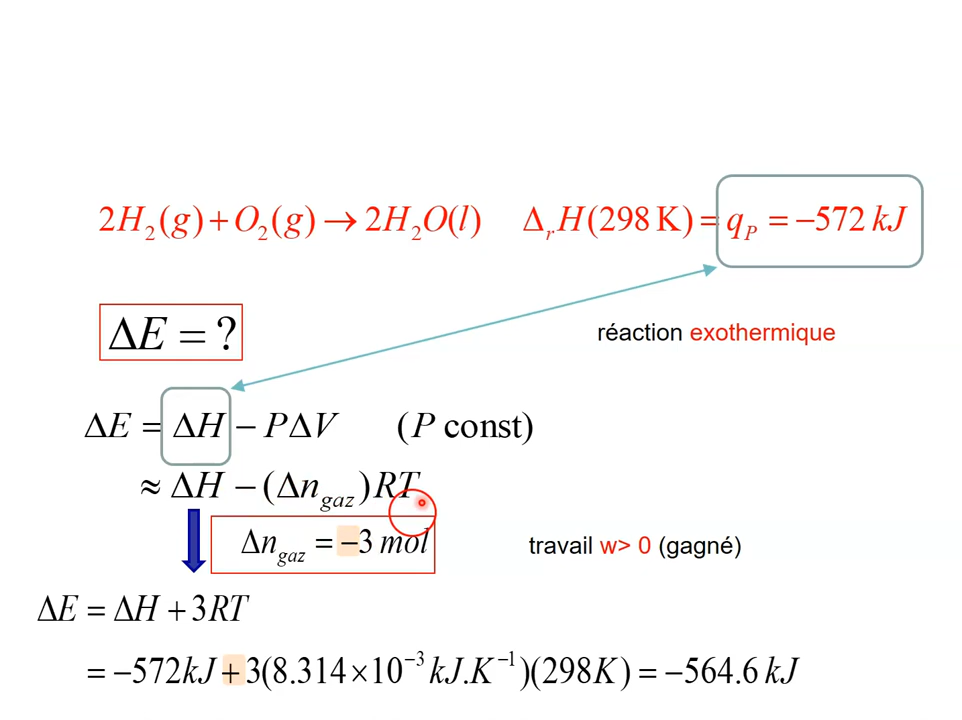 2H₂(g) + O₂(g) → 2H₂O(l) ΔᵣH(298 K) = q_P = −572 kJ
ΔE = ?
réaction exothermique
ΔE = ΔH − PΔV (P const)
≈ ΔH − (Δn_gaz)RT
Δn_gaz = −3 mol
travail w> 0 (gagné)
ΔE = ΔH + 3RT
= −572kJ + 3(8.314×10⁻³ kJ.K⁻¹)(298K) = −564.6 kJ